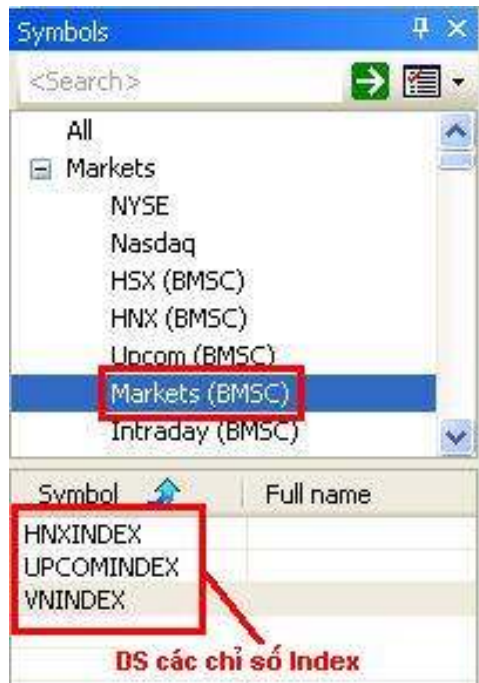 Symbols
<Search>
All
Markets
NYSE
Nasdaq
HSX (BMSC)
HNX (BMSC)
Upcom (BMSC)
Markets (BMSC)
Intraday (BMSC)
Symbol Full name
HNXINDEX
UPCOMINDEX
VNINDEX
DS các chỉ số Index